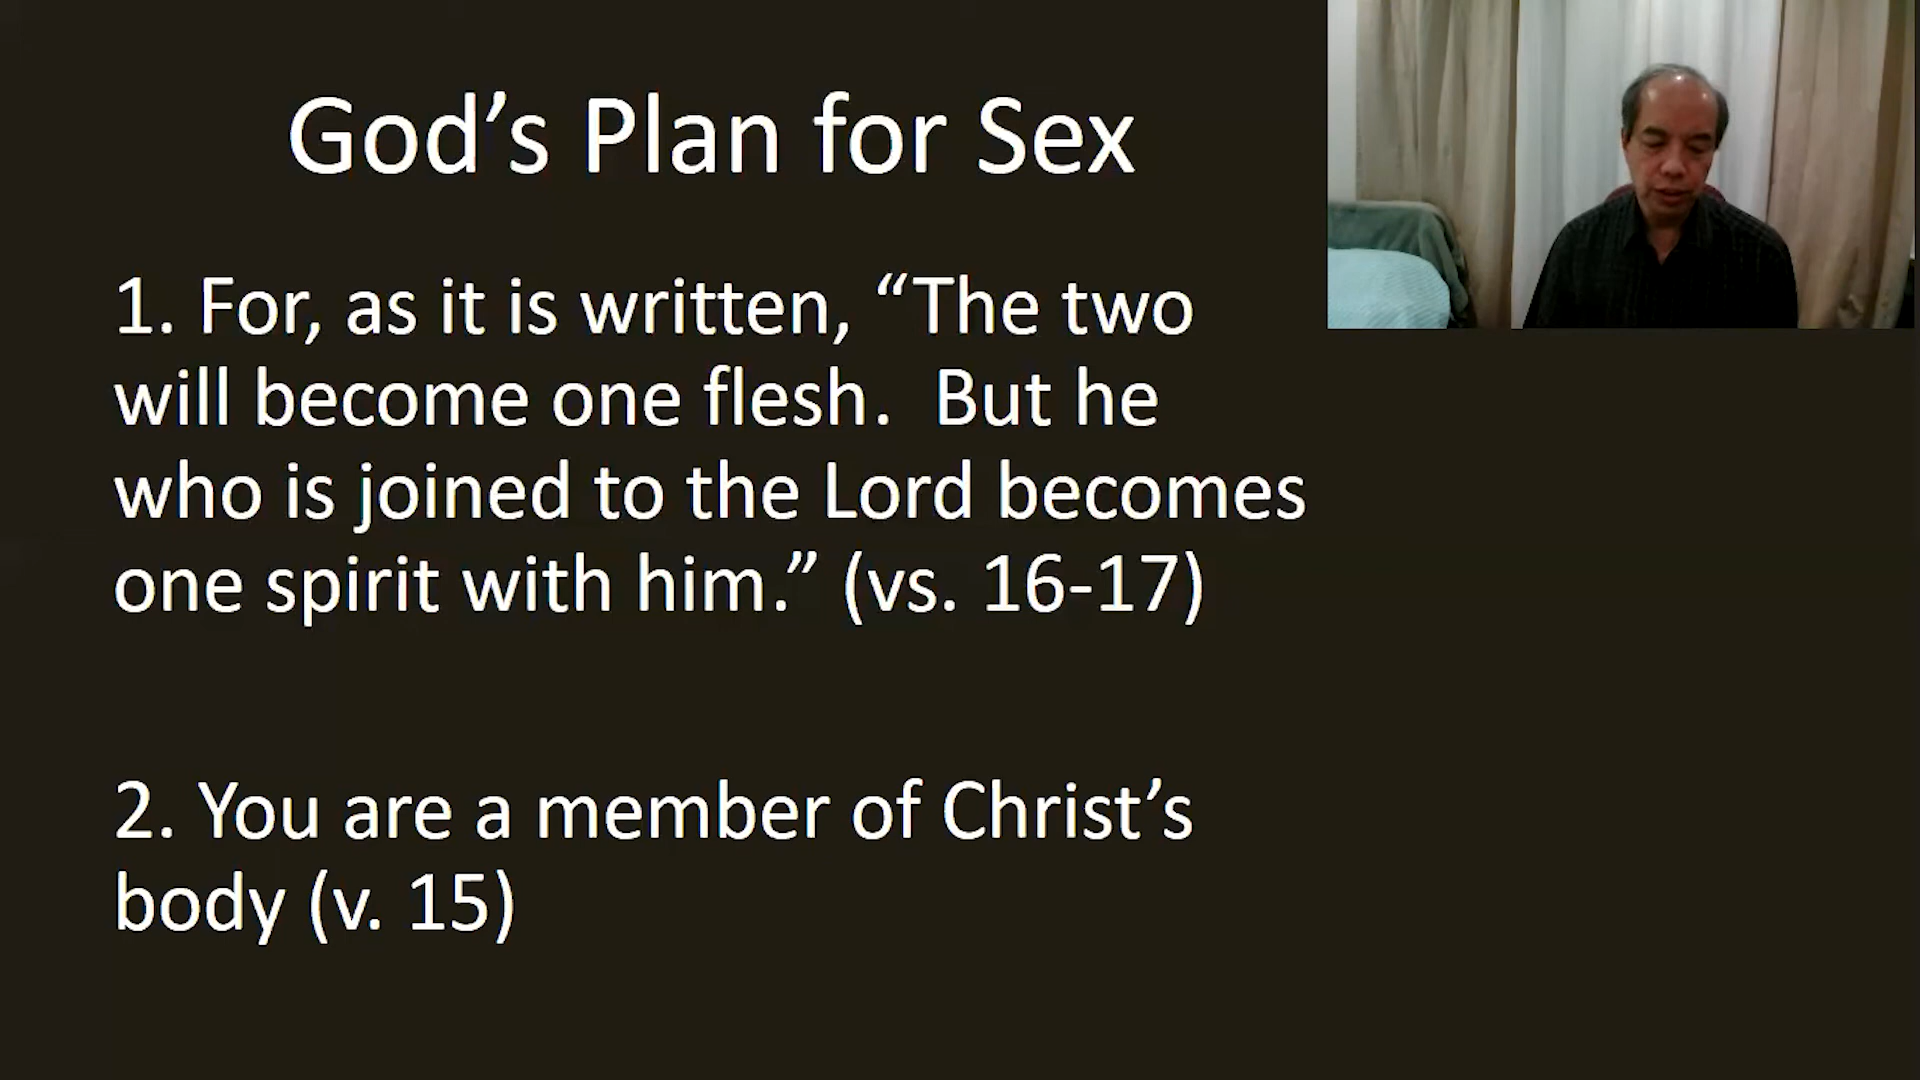 God’s Plan for Sex
1. For, as it is written, “The two
will become one flesh.  But he
who is joined to the Lord becomes
one spirit with him.” (vs. 16-17)
2. You are a member of Christ’s
body (v. 15)